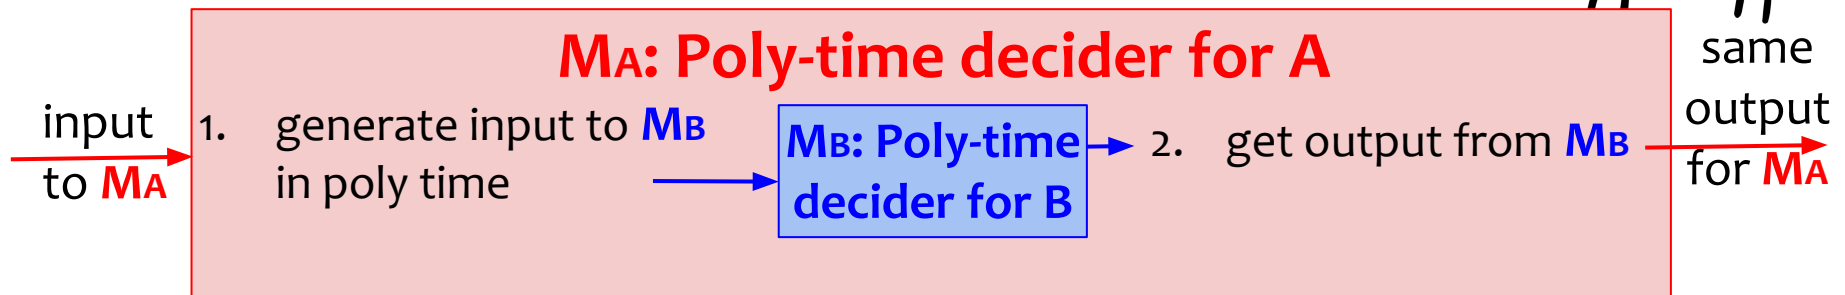 MA: Poly-time decider for A
input
to MA
1. generate input to MB
in poly time
MB: Poly-time
decider for B
2. get output from MB
same
output
for MA